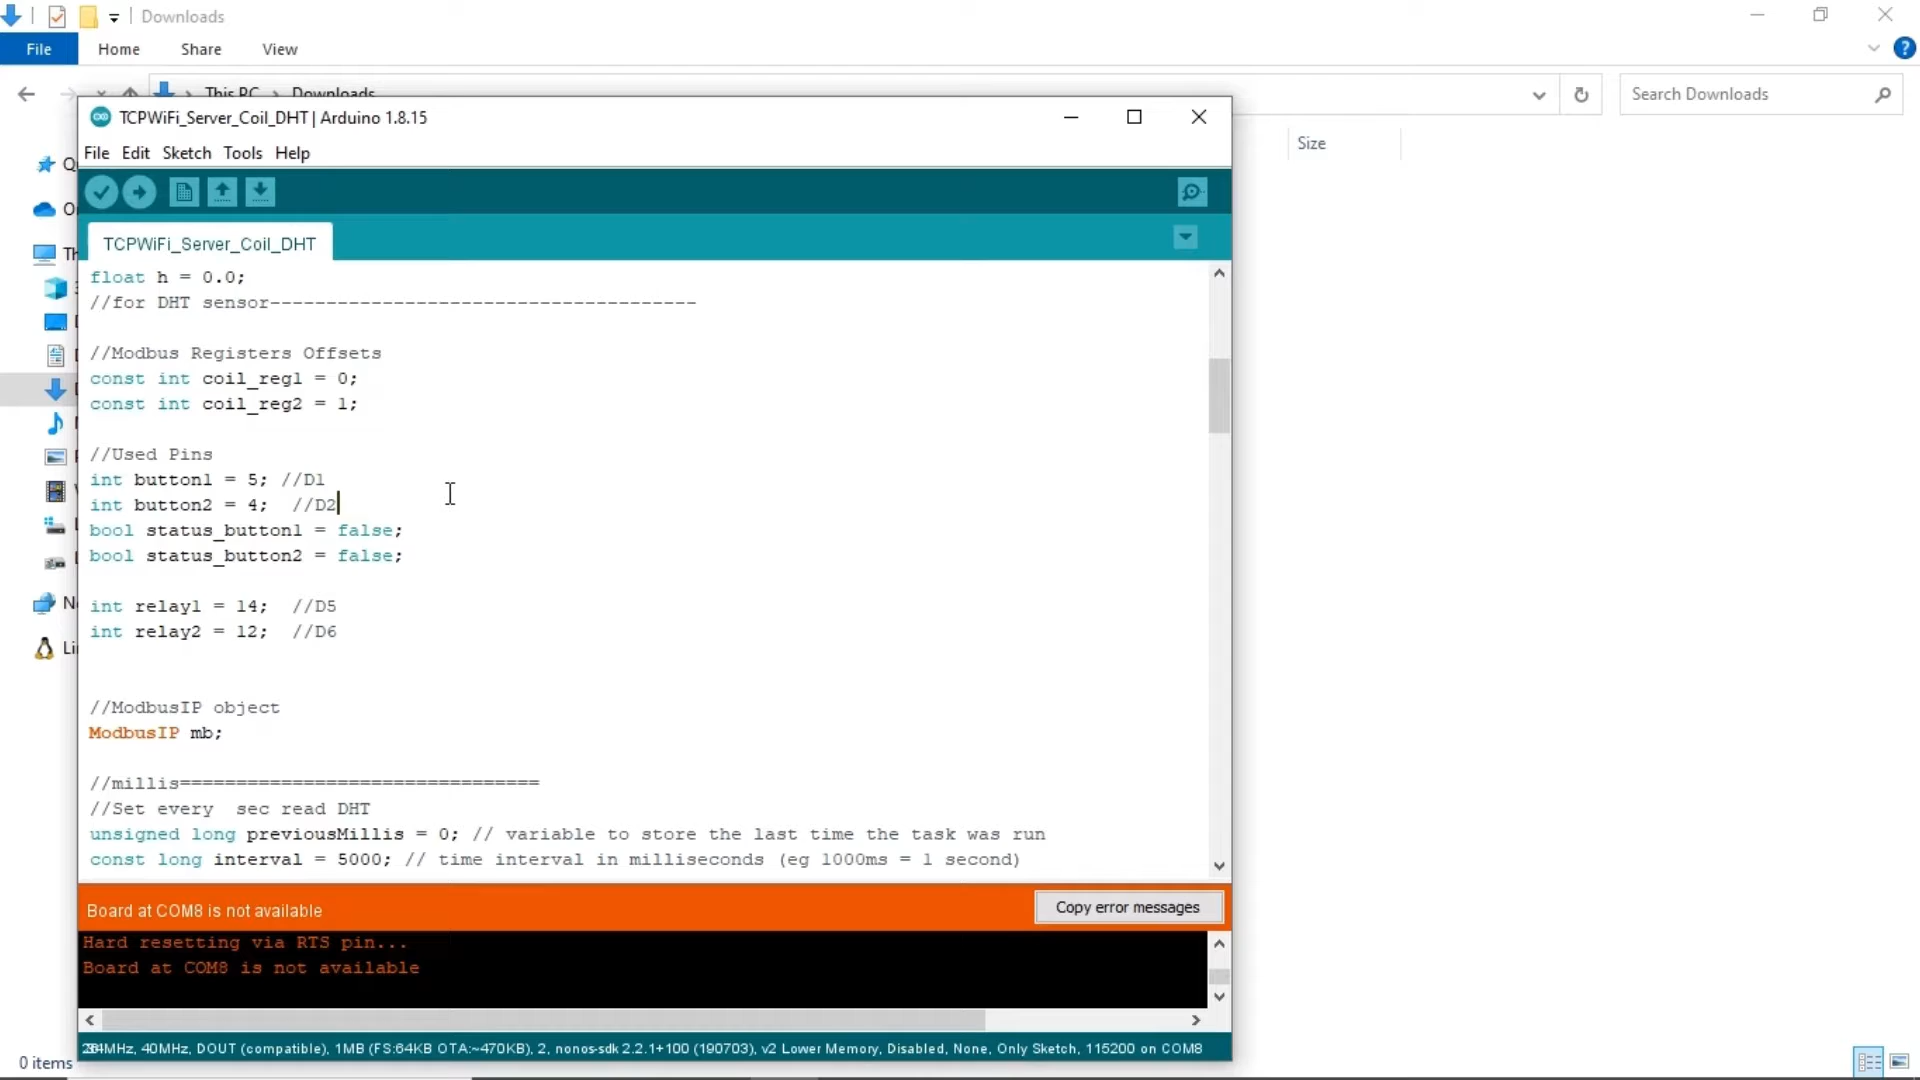 Downloads
File Home Share View
This PC Downloads
Search Downloads
Size
TCPWiFi_Server_Coil_DHT | Arduino 1.8.15
File Edit Sketch Tools Help
TCPWiFi_Server_Coil_DHT
float h = 0.0;
//for DHT sensor--------------------------------------
//Modbus Registers Offsets
const int coil_reg1 = 0;
const int coil_reg2 = 1;
//Used Pins
int button1 = 5; //D1
int button2 = 4;  //D2
bool status_button1 = false;
bool status_button2 = false;
int relay1 = 14;  //D5
int relay2 = 12;  //D6
//ModbusIP object
ModbusIP mb;
//millis================================
//Set every  sec read DHT
unsigned long previousMillis = 0; // variable to store the last time the task was run
const long interval = 5000; // time interval in milliseconds (eg 1000ms = 1 second)
Board at COM8 is not available
Copy error messages
Hard resetting via RTS pin...
Board at COM8 is not available
40MHz, DOUT (compatible), 1MB (FS:64KB OTA:~470KB), 2, nonos-sdk 2.2.1+100 (190703), v2 Lower Memory, Disabled, None, Only Sketch, 115200 on COM8
0 items